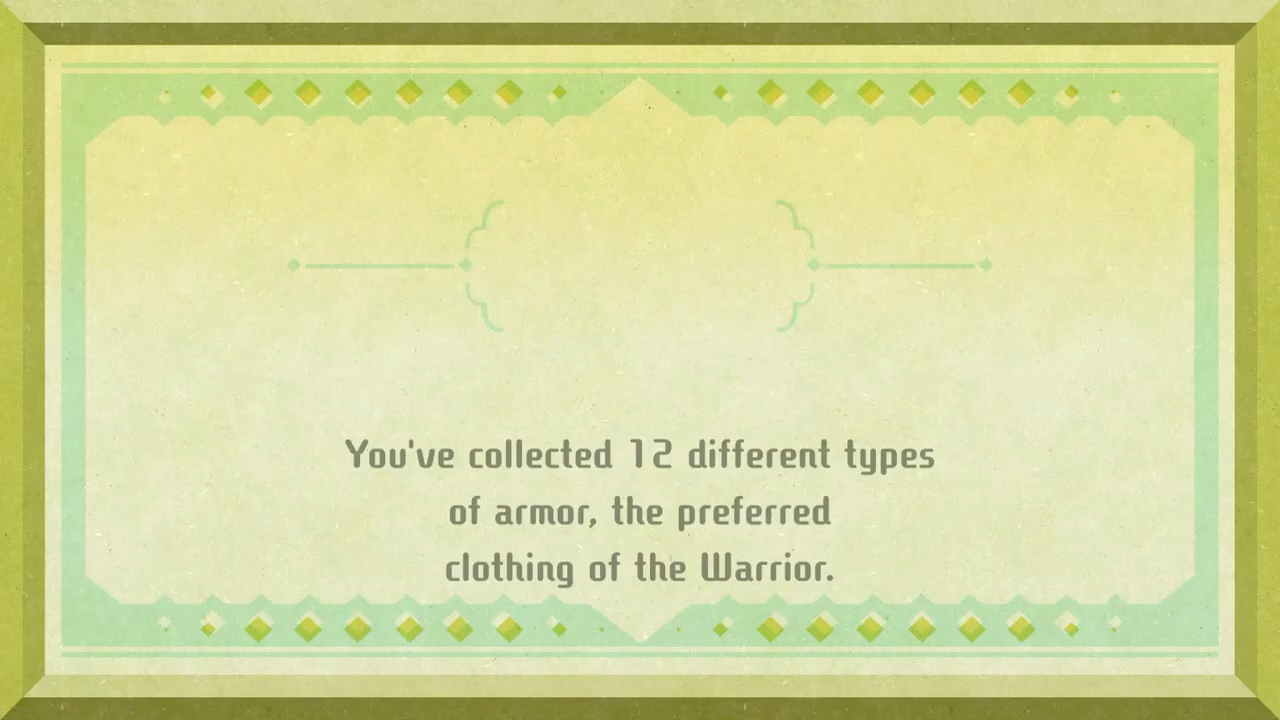 You've collected 12 different types
of armor, the preferred
clothing of the Warrior.